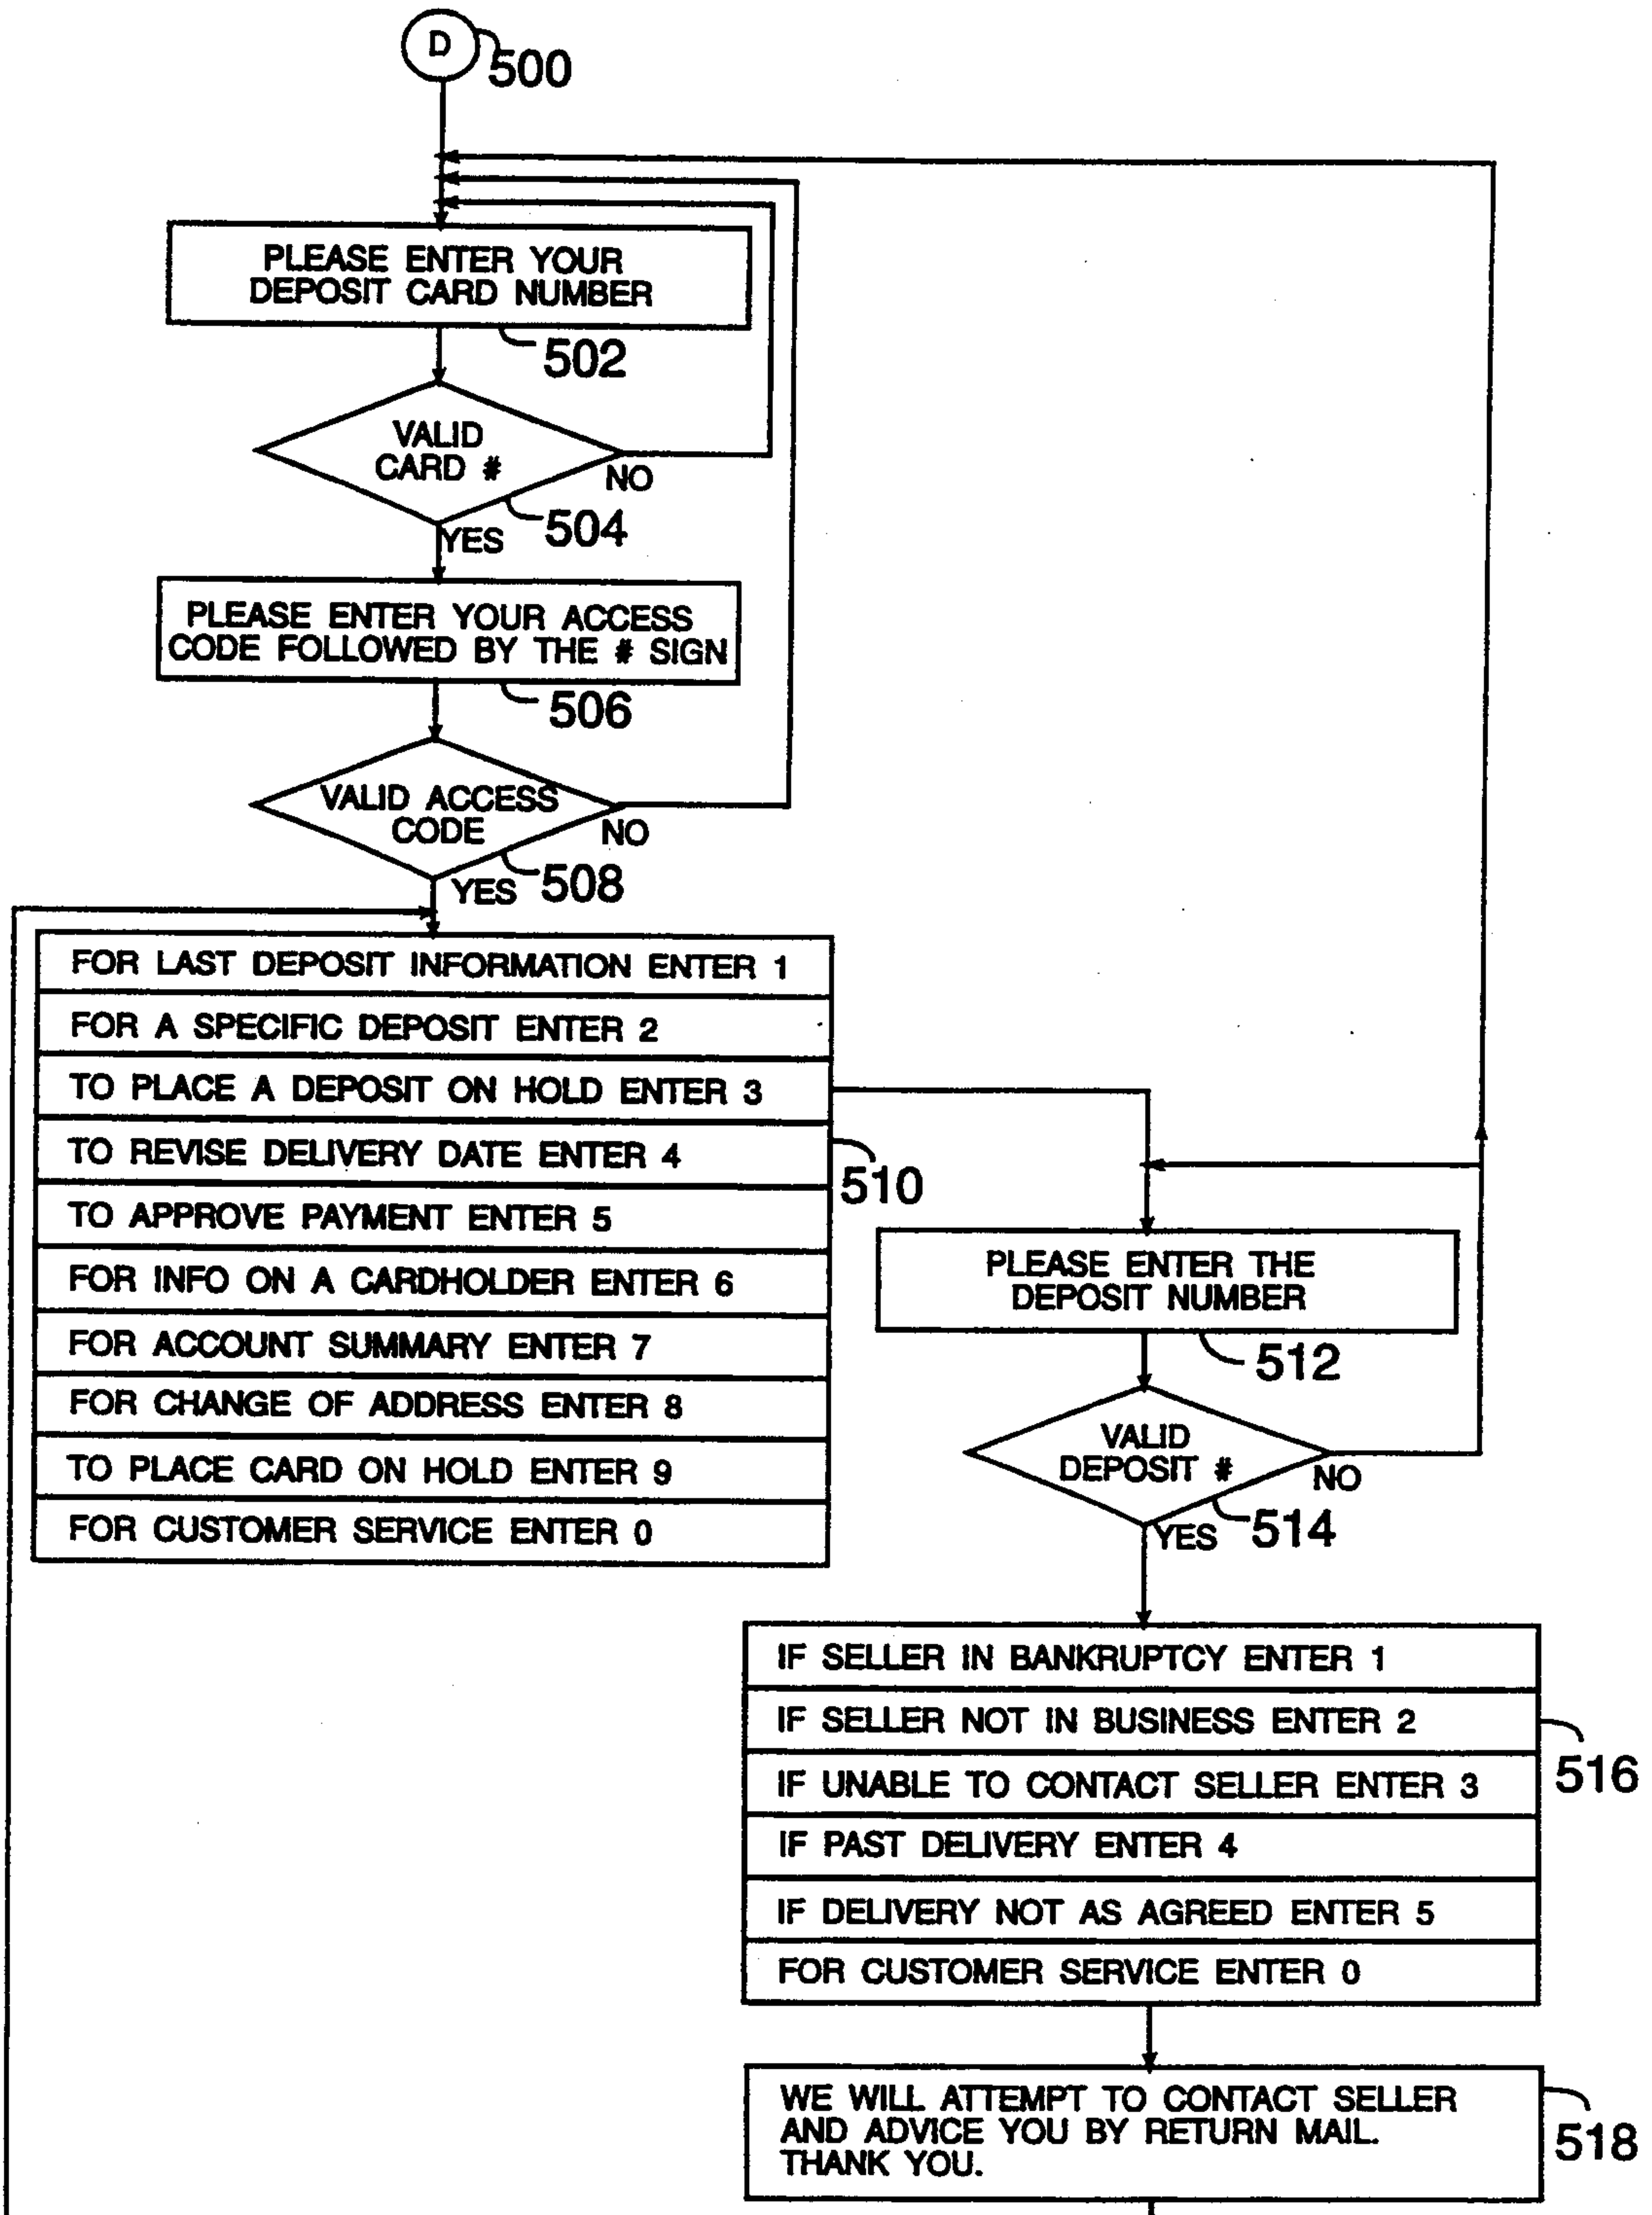 D
500
PLEASE ENTER YOUR
DEPOSIT CARD NUMBER
502
VALID
CARD #
NO
504
YES
PLEASE ENTER YOUR ACCESS
CODE FOLLOWED BY THE # SIGN
506
VALID ACCESS
CODE
NO
508
YES
FOR LAST DEPOSIT INFORMATION ENTER 1
FOR A SPECIFIC DEPOSIT ENTER 2
TO PLACE A DEPOSIT ON HOLD ENTER 3
TO REVISE DELIVERY DATE ENTER 4
TO APPROVE PAYMENT ENTER 5
FOR INFO ON A CARDHOLDER ENTER 6
FOR ACCOUNT SUMMARY ENTER 7
FOR CHANGE OF ADDRESS ENTER 8
TO PLACE CARD ON HOLD ENTER 9
FOR CUSTOMER SERVICE ENTER 0
510
PLEASE ENTER THE
DEPOSIT NUMBER
512
VALID
DEPOSIT #
NO
514
YES
IF SELLER IN BANKRUPTCY ENTER 1
IF SELLER NOT IN BUSINESS ENTER 2
IF UNABLE TO CONTACT SELLER ENTER 3
IF PAST DELIVERY ENTER 4
IF DELIVERY NOT AS AGREED ENTER 5
FOR CUSTOMER SERVICE ENTER 0
516
WE WILL ATTEMPT TO CONTACT SELLER
AND ADVICE YOU BY RETURN MAIL.
THANK YOU.
518